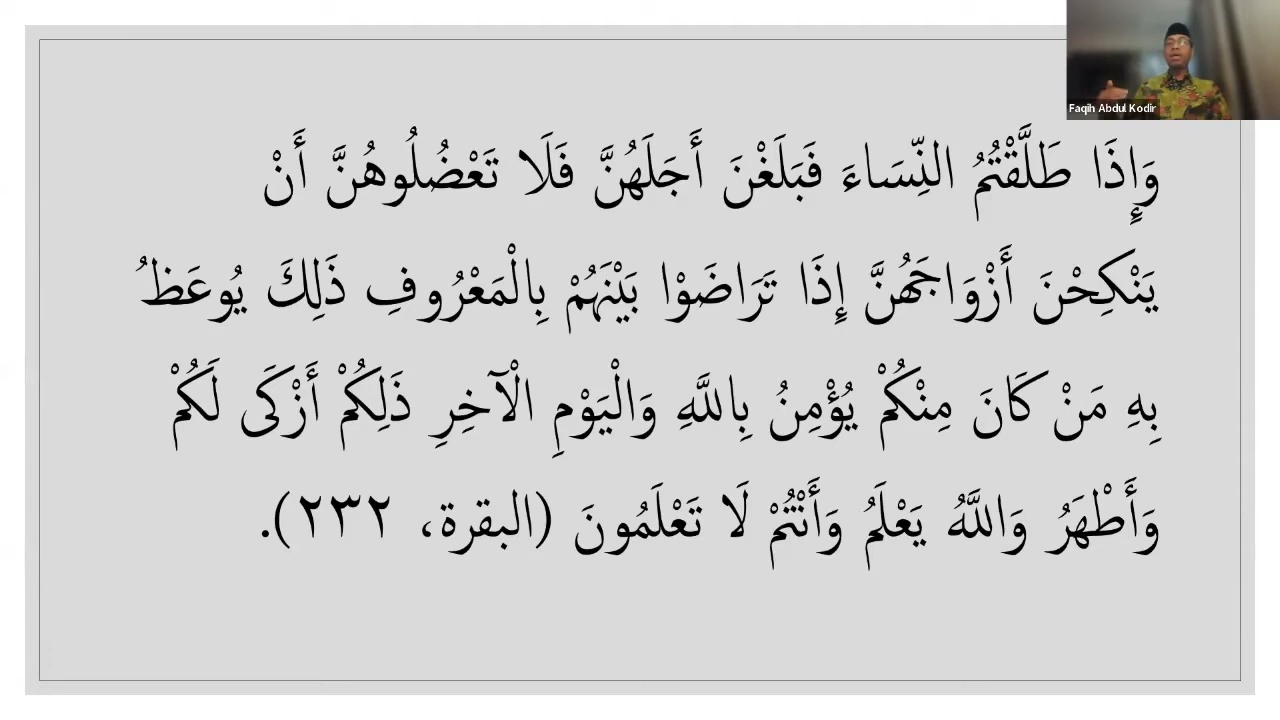 Faqih Abdul Kodir
وَإِذَا طَلَّقْتُمُ النِّسَاءَ فَبَلَغْنَ أَجَلَهُنَّ فَلَا تَعْضُلُوهُنَّ أَنْ
يَنْكِحْنَ أَزْوَاجَهُنَّ إِذَا تَرَاضَوْا بَيْنَهُمْ بِالْمَعْرُوفِ ذَلِكَ يُوعَظُ
بِهِ مَنْ كَانَ مِنْكُمْ يُؤْمِنُ بِاللَّهِ وَالْيَوْمِ الْآخِرِ ذَلِكُمْ أَزْكَى لَكُمْ
وَأَطْهَرُ وَاللَّهُ يَعْلَمُ وَأَنْتُمْ لَا تَعْلَمُونَ (البقرة، ٢٣٢).